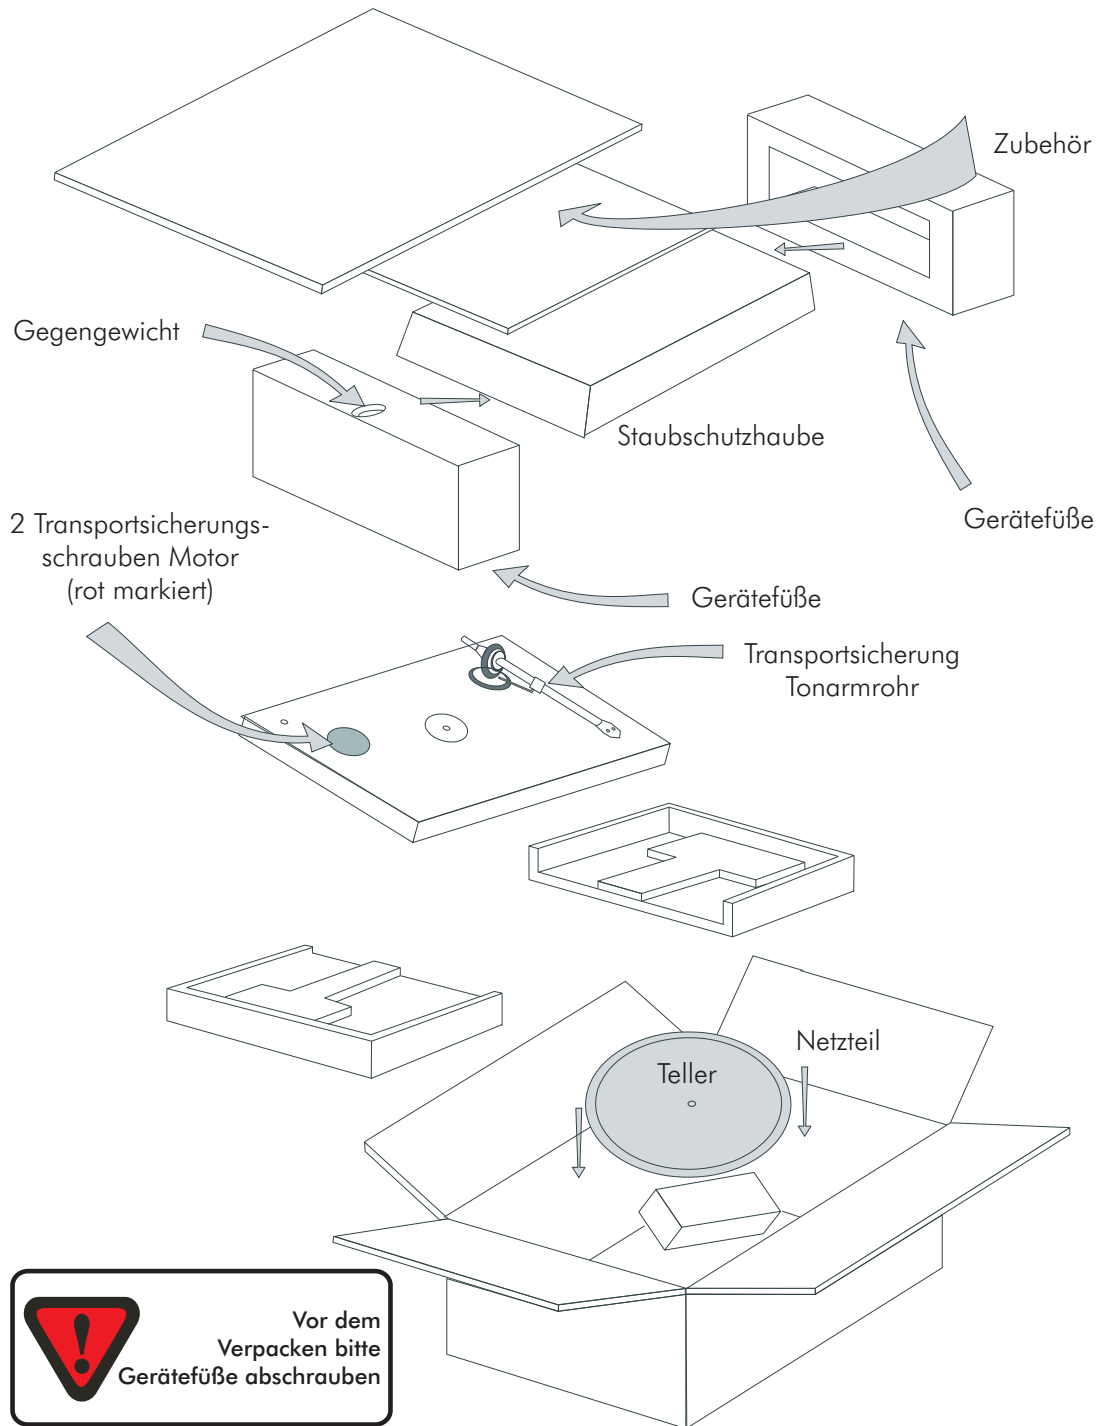 Zubehör
Gegengewicht
Staubschutzhaube
Gerätefüße
2 Transportsicherungs-
schrauben Motor
(rot markiert)
Gerätefüße
Transportsicherung
Tonarmrohr
Netzteil
Teller
Vor dem
Verpacken bitte
Gerätefüße abschrauben